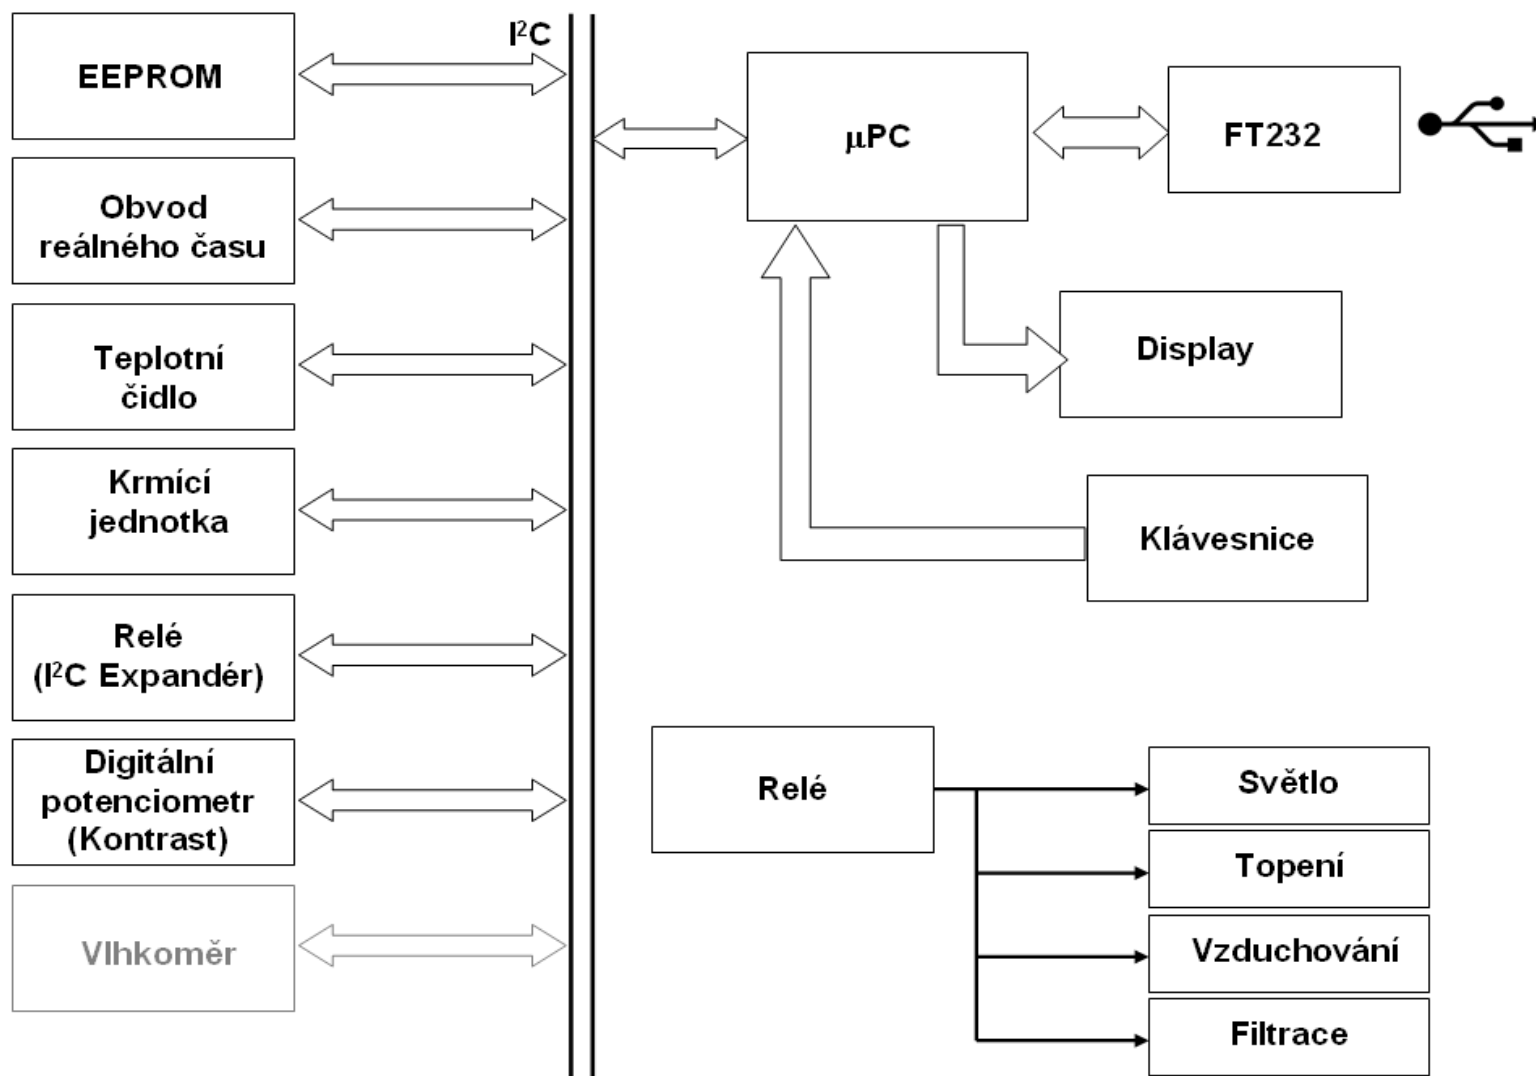 EEPROM
I²C
Obvod
reálného času
Teplotní
čidlo
Krmící
jednotka
Relé
(I²C Expandér)
Digitální
potenciometr
(Kontrast)
Vlhkoměr
μPC
FT232
Display
Klávesnice
Relé
Světlo
Topení
Vzduchování
Filtrace